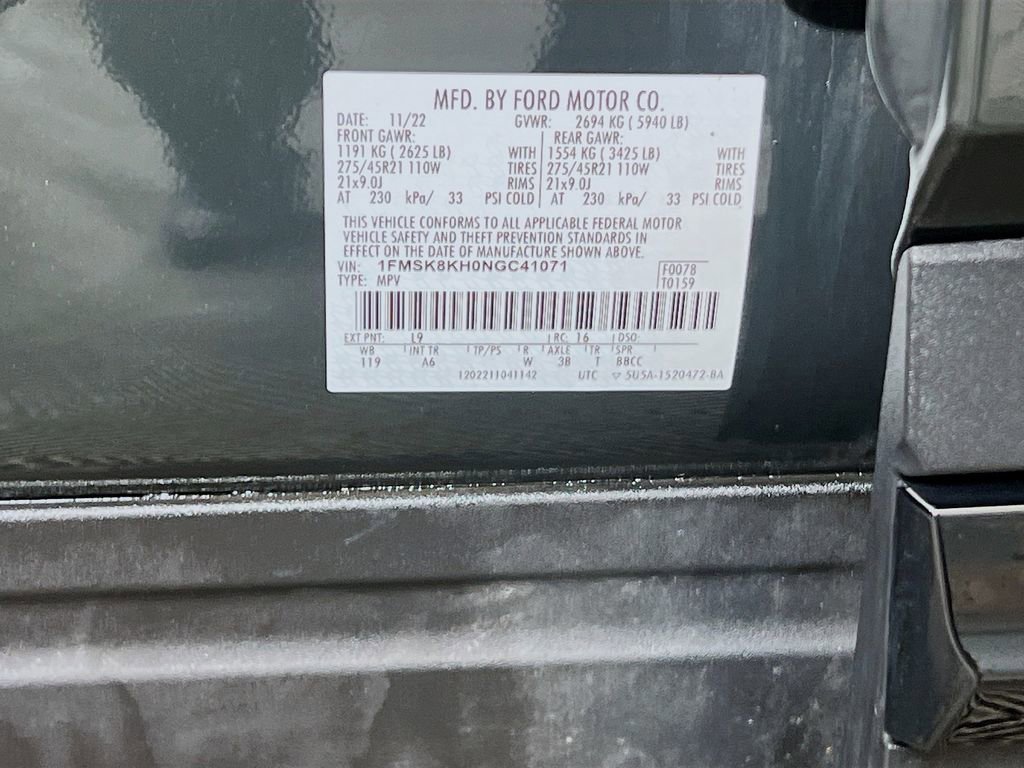 MFD. BY FORD MOTOR CO.
DATE: 11/22 GVWR: 2694 KG ( 5940 LB)
FRONT GAWR: REAR GAWR:
1191 KG ( 2625 LB) WITH 1554 KG ( 3425 LB) WITH
275/45R21 110W TIRES 275/45R21 110W TIRES
21x9.0J RIMS 21x9.0J RIMS
AT 230 kPa/ 33 PSI COLD AT 230 kPa/ 33 PSI COLD
THIS VEHICLE CONFORMS TO ALL APPLICABLE FEDERAL MOTOR
VEHICLE SAFETY AND THEFT PREVENTION STANDARDS IN
EFFECT ON THE DATE OF MANUFACTURE SHOWN ABOVE.
VIN: 1FMSK8KH0NGC41071 F0078
TYPE: MPV T0159
EXT PNT: L9 RC: 16 DSO:
WB INT TR TP/PS R AXLE TR SPR
119 A6 W 3B T BBCC
1202211041142 UTC ▽ 5U5A-1520472-BA